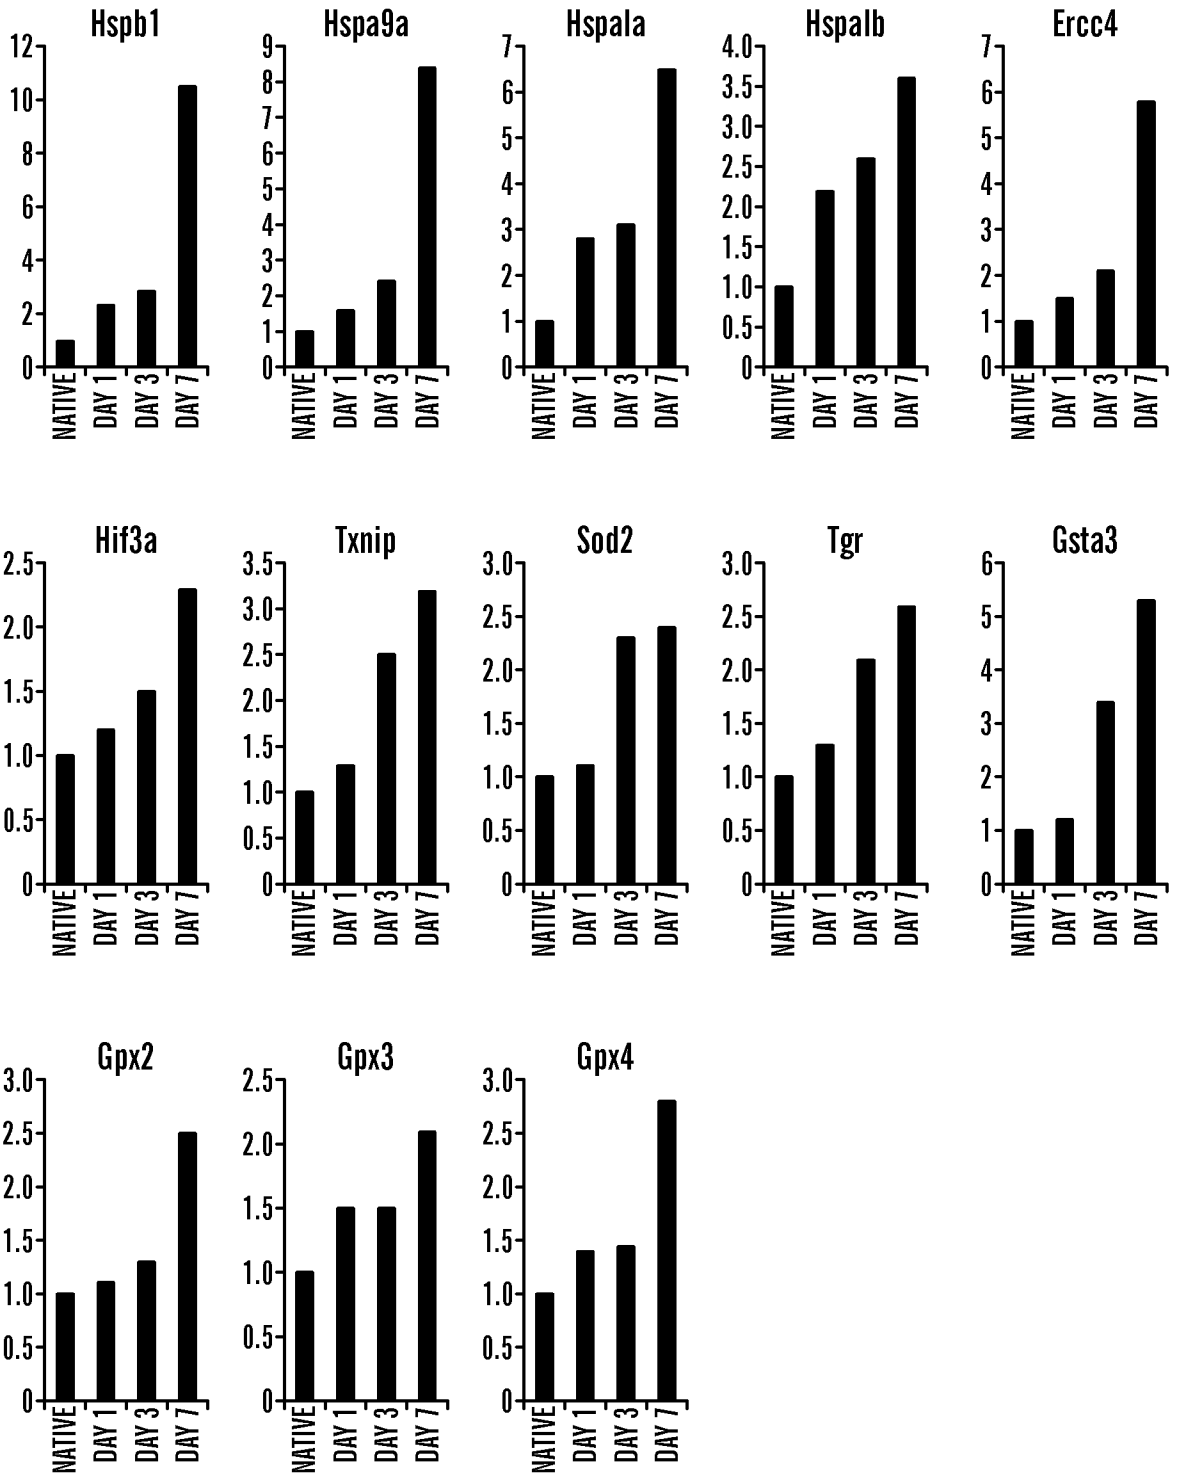 Hspb1
12
10
8
6
4
2
0
NATIVE
DAY 1
DAY 3
DAY 7
Hspa9a
9
8
7
6
5
4
3
2
1
0
NATIVE
DAY 1
DAY 3
DAY 7
Hspala
7
6
5
4
3
2
1
0
NATIVE
DAY 1
DAY 3
DAY 7
Hspalb
4.0
3.5
3.0
2.5
2.0
1.5
1.0
0.5
0
NATIVE
DAY 1
DAY 3
DAY 7
Ercc4
7
6
5
4
3
2
1
0
NATIVE
DAY 1
DAY 3
DAY 7
Hif3a
2.5
2.0
1.5
1.0
0.5
0
NATIVE
DAY 1
DAY 3
DAY 7
Txnip
3.5
3.0
2.5
2.0
1.5
1.0
0.5
0
NATIVE
DAY 1
DAY 3
DAY 7
Sod2
3.0
2.5
2.0
1.5
1.0
0.5
0
NATIVE
DAY 1
DAY 3
DAY 7
Tgr
3.0
2.5
2.0
1.5
1.0
0.5
0
NATIVE
DAY 1
DAY 3
DAY 7
Gsta3
6
5
4
3
2
1
0
NATIVE
DAY 1
DAY 3
DAY 7
Gpx2
3.0
2.5
2.0
1.5
1.0
0.5
0
NATIVE
DAY 1
DAY 3
DAY 7
Gpx3
2.5
2.0
1.5
1.0
0.5
0
NATIVE
DAY 1
DAY 3
DAY 7
Gpx4
3.0
2.5
2.0
1.5
1.0
0.5
0
NATIVE
DAY 1
DAY 3
DAY 7